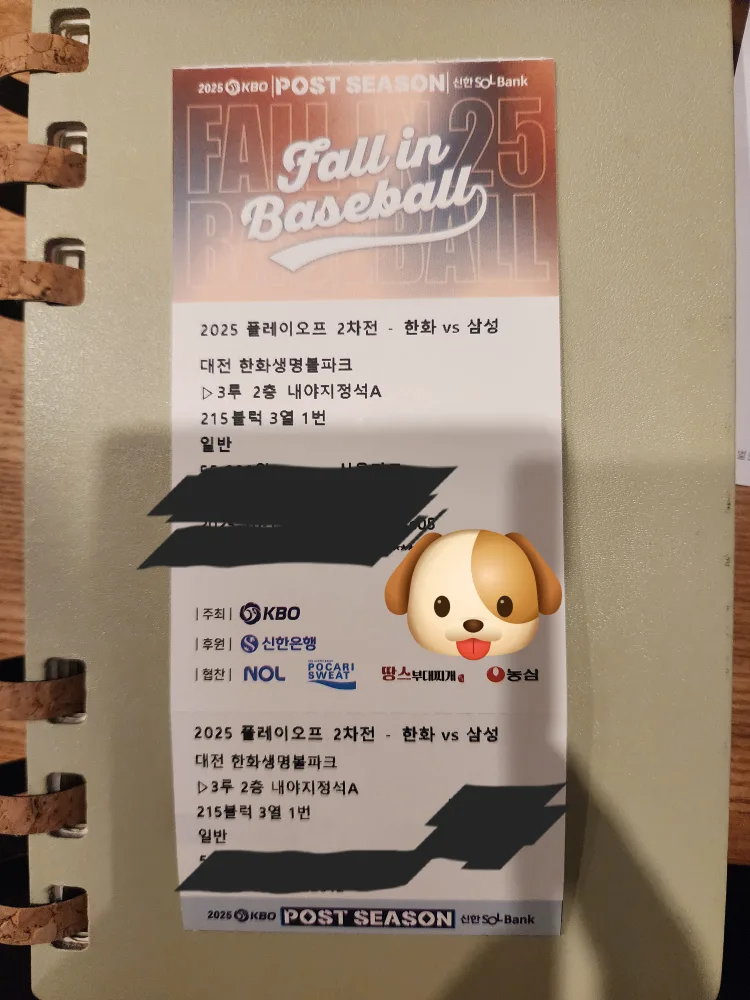 2025 KBO POST SEASON 신한 SOL Bank
FALL IN 25
BASEBALL
Fall in
Baseball
2025 플레이오프 2차전 - 한화 vs 삼성
대전 한화생명볼파크
▷3루 2층 내야지정석A
215블럭 3열 1번
일반
| 주최 | KBO
| 후원 | 신한은행
| 협찬 | NOL POCARI SWEAT 땅스부대찌개 농심
2025 플레이오프 2차전 - 한화 vs 삼성
대전 한화생명볼파크
▷3루 2층 내야지정석A
215블럭 3열 1번
일반
2025 KBO POST SEASON 신한 SOL Bank